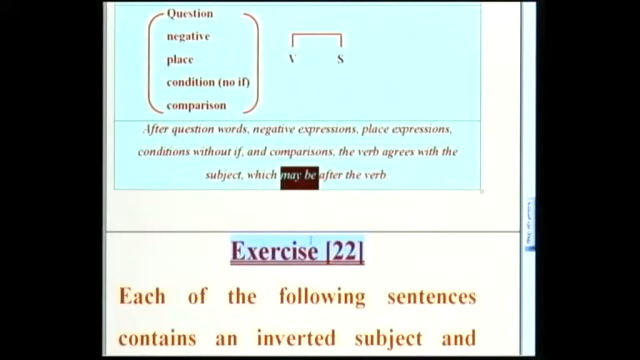 Question
negative
place
condition (no if)
comparison
V S
After question words, negative expressions, place expressions,
conditions without if, and comparisons, the verb agrees with the
subject, which may be after the verb
Exercise [22]
Each of the following sentences
contains an inverted subject and